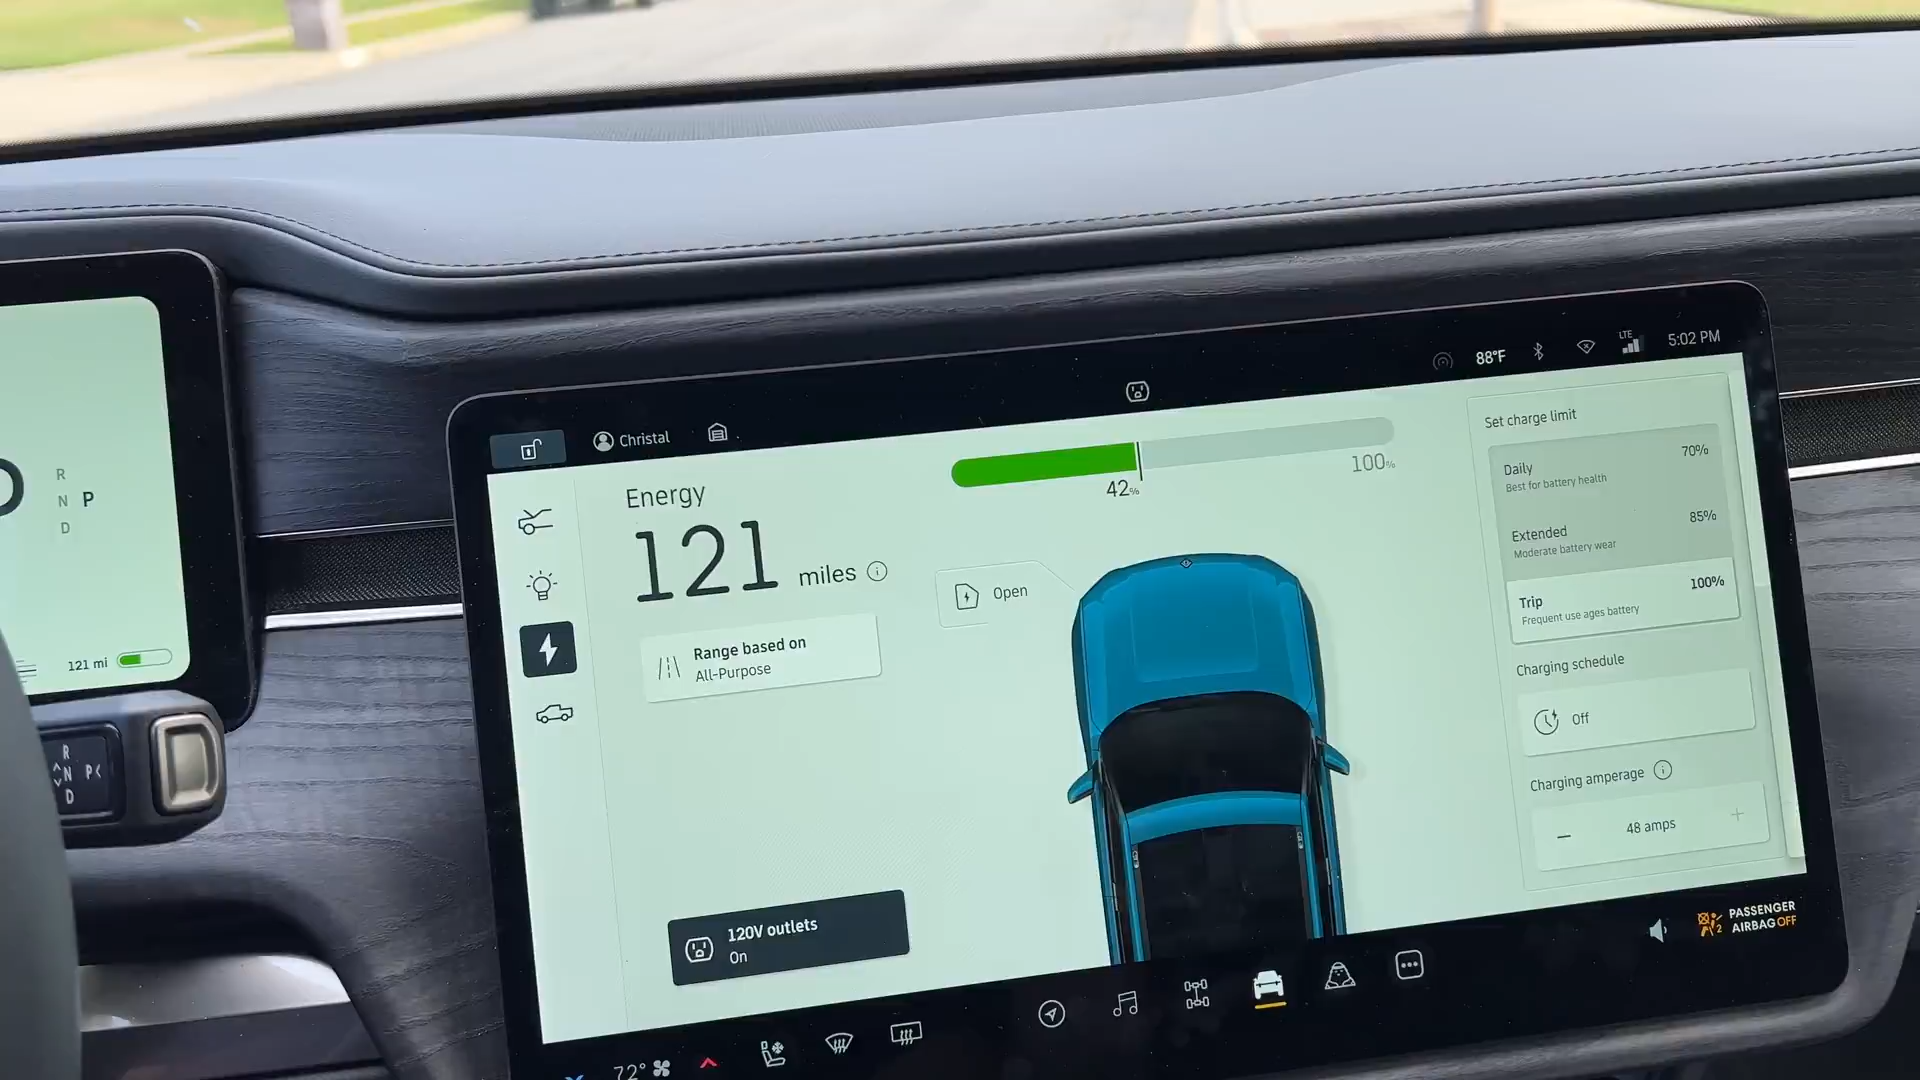 88°F
LTE
5:02 PM
Christal
Energy
121 miles
Range based on
All-Purpose
42%
100%
Open
120V outlets
On
Set charge limit
Daily 70%
Best for battery health
Extended 85%
Moderate battery wear
Trip 100%
Frequent use ages battery
Charging schedule
Off
Charging amperage
− 48 amps +
PASSENGER
AIRBAG OFF
2
72°
R
N P
D
121 mi
R
N P<
D